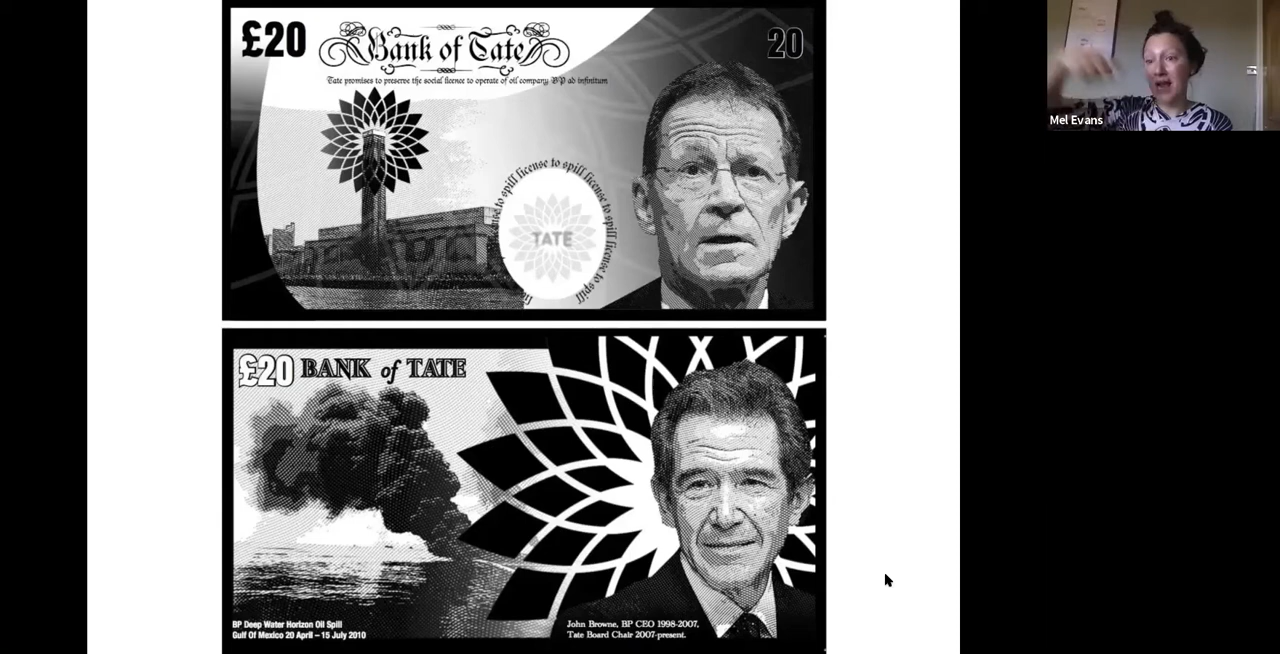 £20
Bank of Tate
20
Tate promises to preserve the social licence to operate of oil company BP ad infinitum
to spill license to spill license to spill license to spill
TATE
£20 BANK of TATE
BP Deep Water Horizon Oil Spill
Gulf Of Mexico 20 April – 15 July 2010
John Browne, BP CEO 1998-2007,
Tate Board Chair 2007-present.
Mel Evans